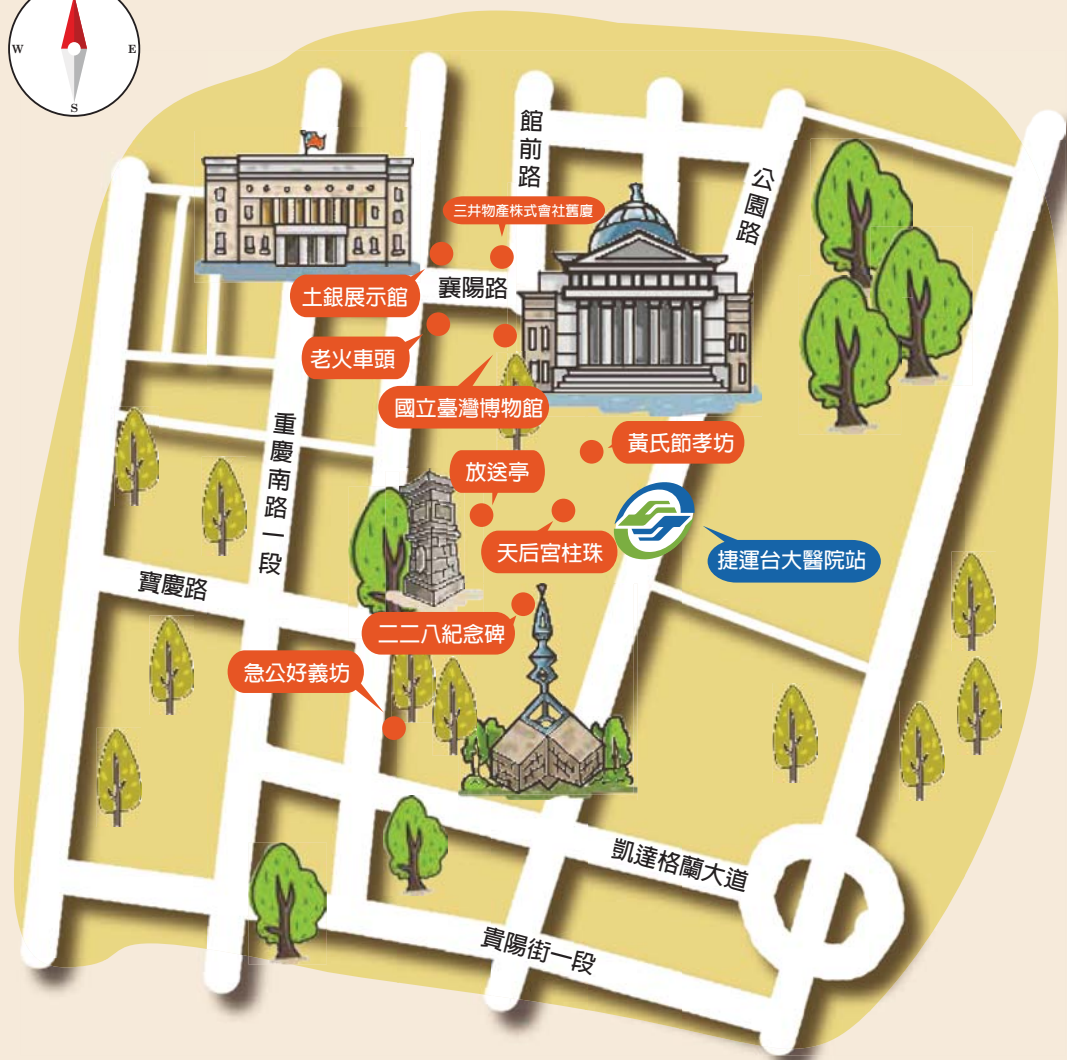 W
E
S
館前路
公園路
三井物產株式會社舊廈
土銀展示館
襄陽路
老火車頭
國立臺灣博物館
重慶南路一段
黃氏節孝坊
放送亭
天后宮柱珠
捷運台大醫院站
寶慶路
二二八紀念碑
急公好義坊
凱達格蘭大道
貴陽街一段